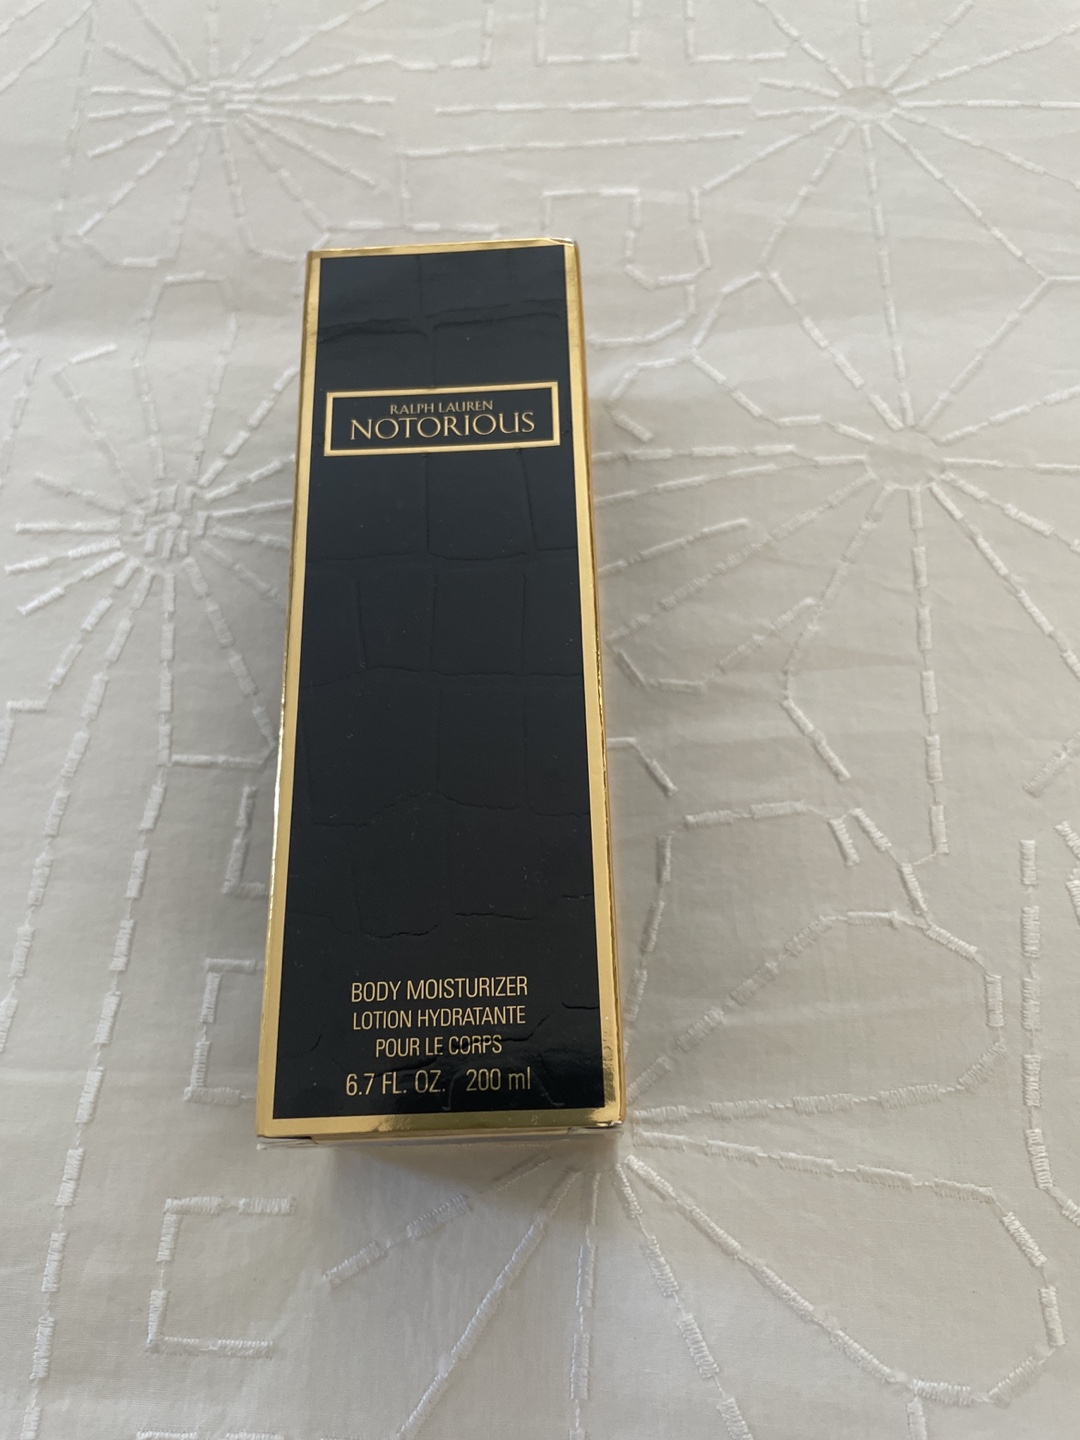 RALPH LAUREN
NOTORIOUS
BODY MOISTURIZER
LOTION HYDRATANTE
POUR LE CORPS
6.7 FL. OZ. 200 ml